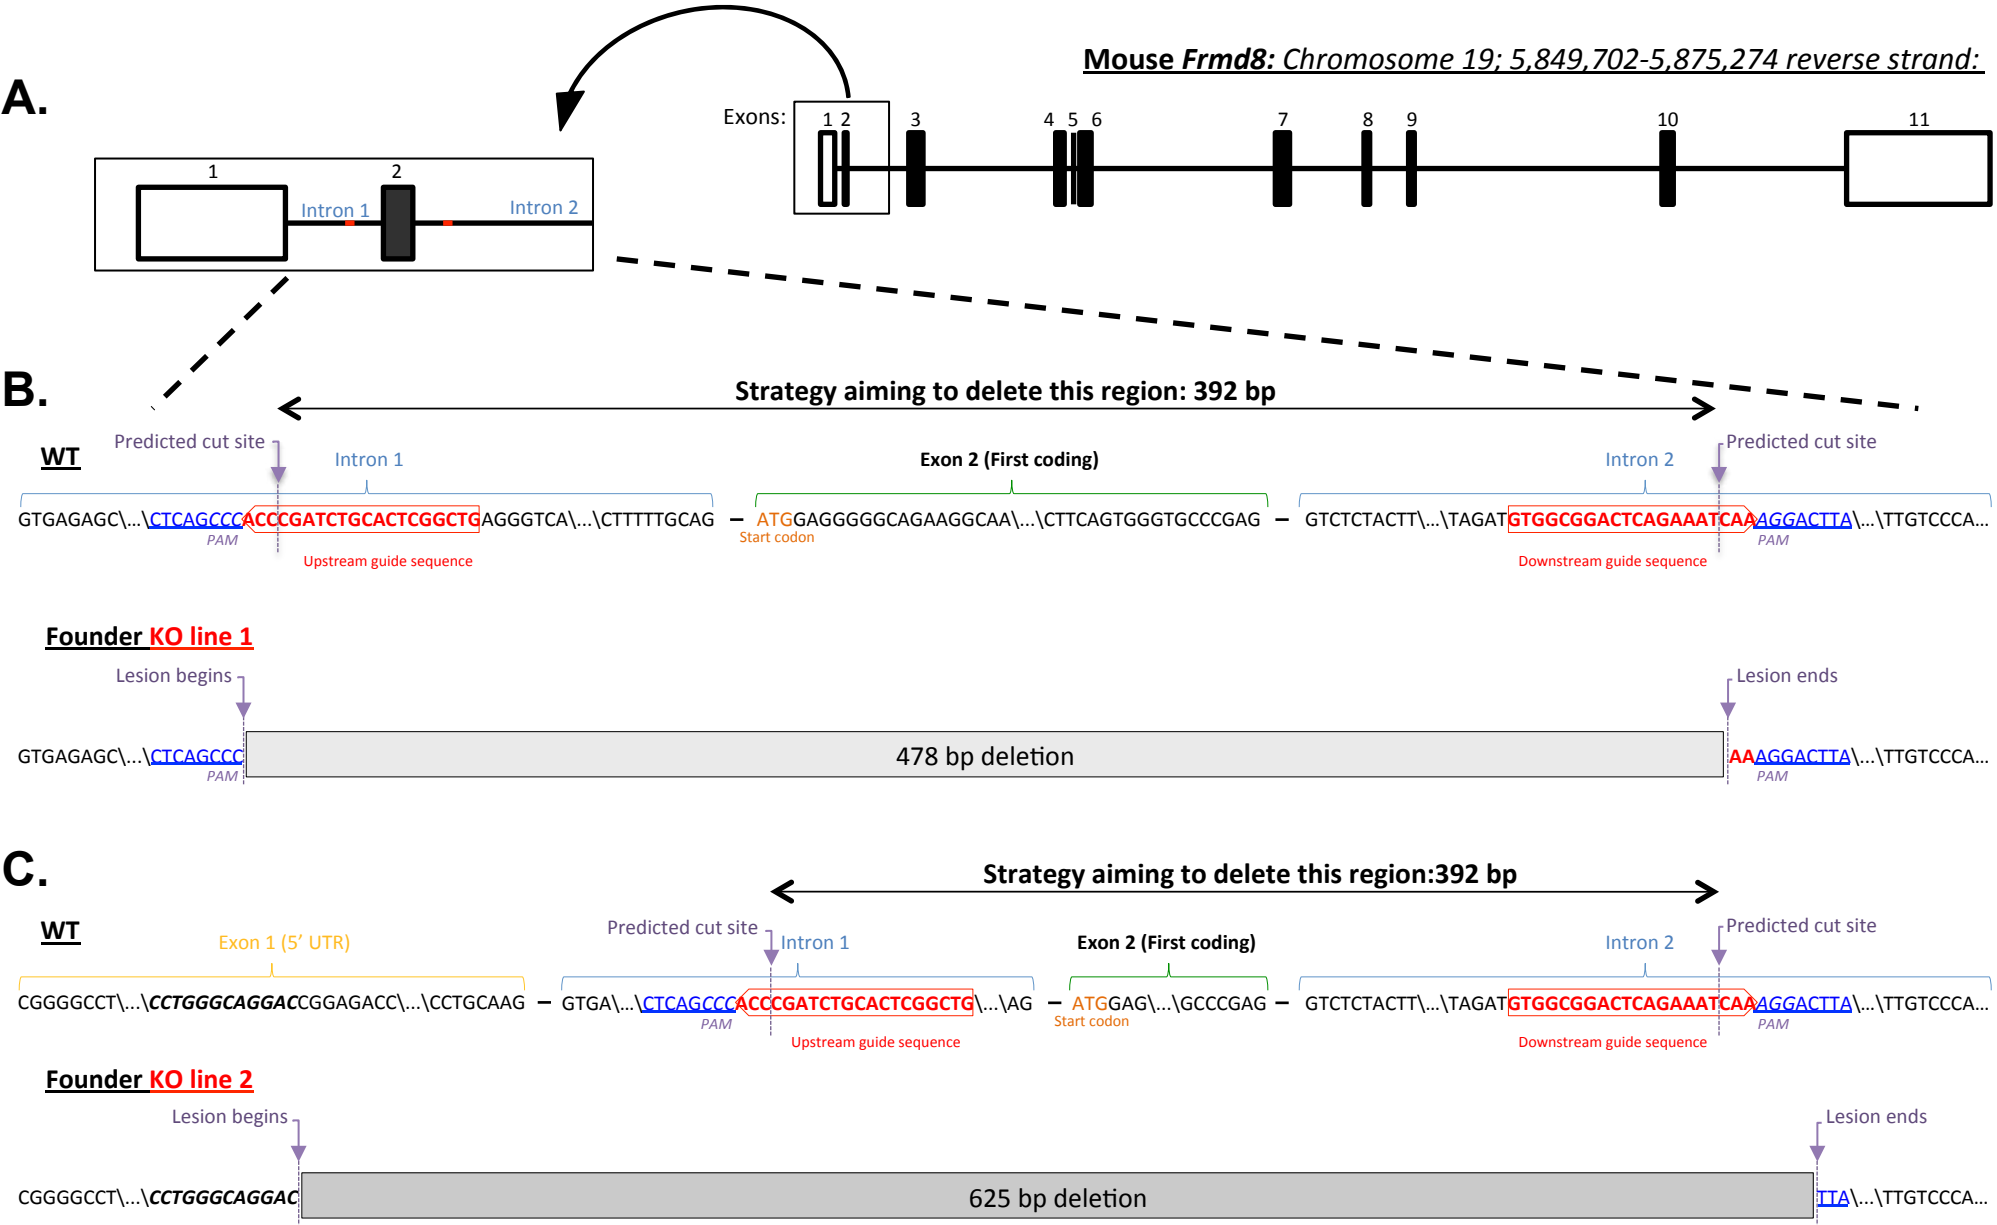 Mouse Frmd8: Chromosome 19; 5,849,702-5,875,274 reverse strand:
A.
Exons: 1 2 3 4 5 6 7 8 9 10 11
1 2
Intron 1 Intron 2
B.
Strategy aiming to delete this region: 392 bp
WT
Predicted cut site Predicted cut site
Intron 1 Exon 2 (First coding) Intron 2
GTGAGAGC\...\CTCAGCCCACCCGATCTGCACTCGGCTGAGGGTCA\...\CTTTTTGCAG – ATGGAGGGGGCAGAAGGCAA\...\CTTCAGTGGGTGCCCGAG – GTCTCTACTT\...\TAGATGTGGCGGACTCAGAAATCAAAGGACTTA\...\TTGTCCCA...
PAM Start codon PAM
Upstream guide sequence Downstream guide sequence
Founder KO line 1
Lesion begins Lesion ends
GTGAGAGC\...\CTCAGCCC 478 bp deletion AAAGGACTTA\...\TTGTCCCA...
PAM PAM
C.
Strategy aiming to delete this region:392 bp
WT
Predicted cut site Predicted cut site
Exon 1 (5’ UTR) Intron 1 Exon 2 (First coding) Intron 2
CGGGGCCT\...\CCTGGGCAGGACCGGAGACC\...\CCTGCAAG – GTGA\...\CTCAGCCCACCCGATCTGCACTCGGCTG\...\AG – ATGGAG\...\GCCCGAG – GTCTCTACTT\...\TAGATGTGGCGGACTCAGAAATCAAAGGACTTA\...\TTGTCCCA...
PAM Start codon PAM
Upstream guide sequence Downstream guide sequence
Founder KO line 2
Lesion begins Lesion ends
CGGGGCCT\...\CCTGGGCAGGAC 625 bp deletion TTA\...\TTGTCCCA...